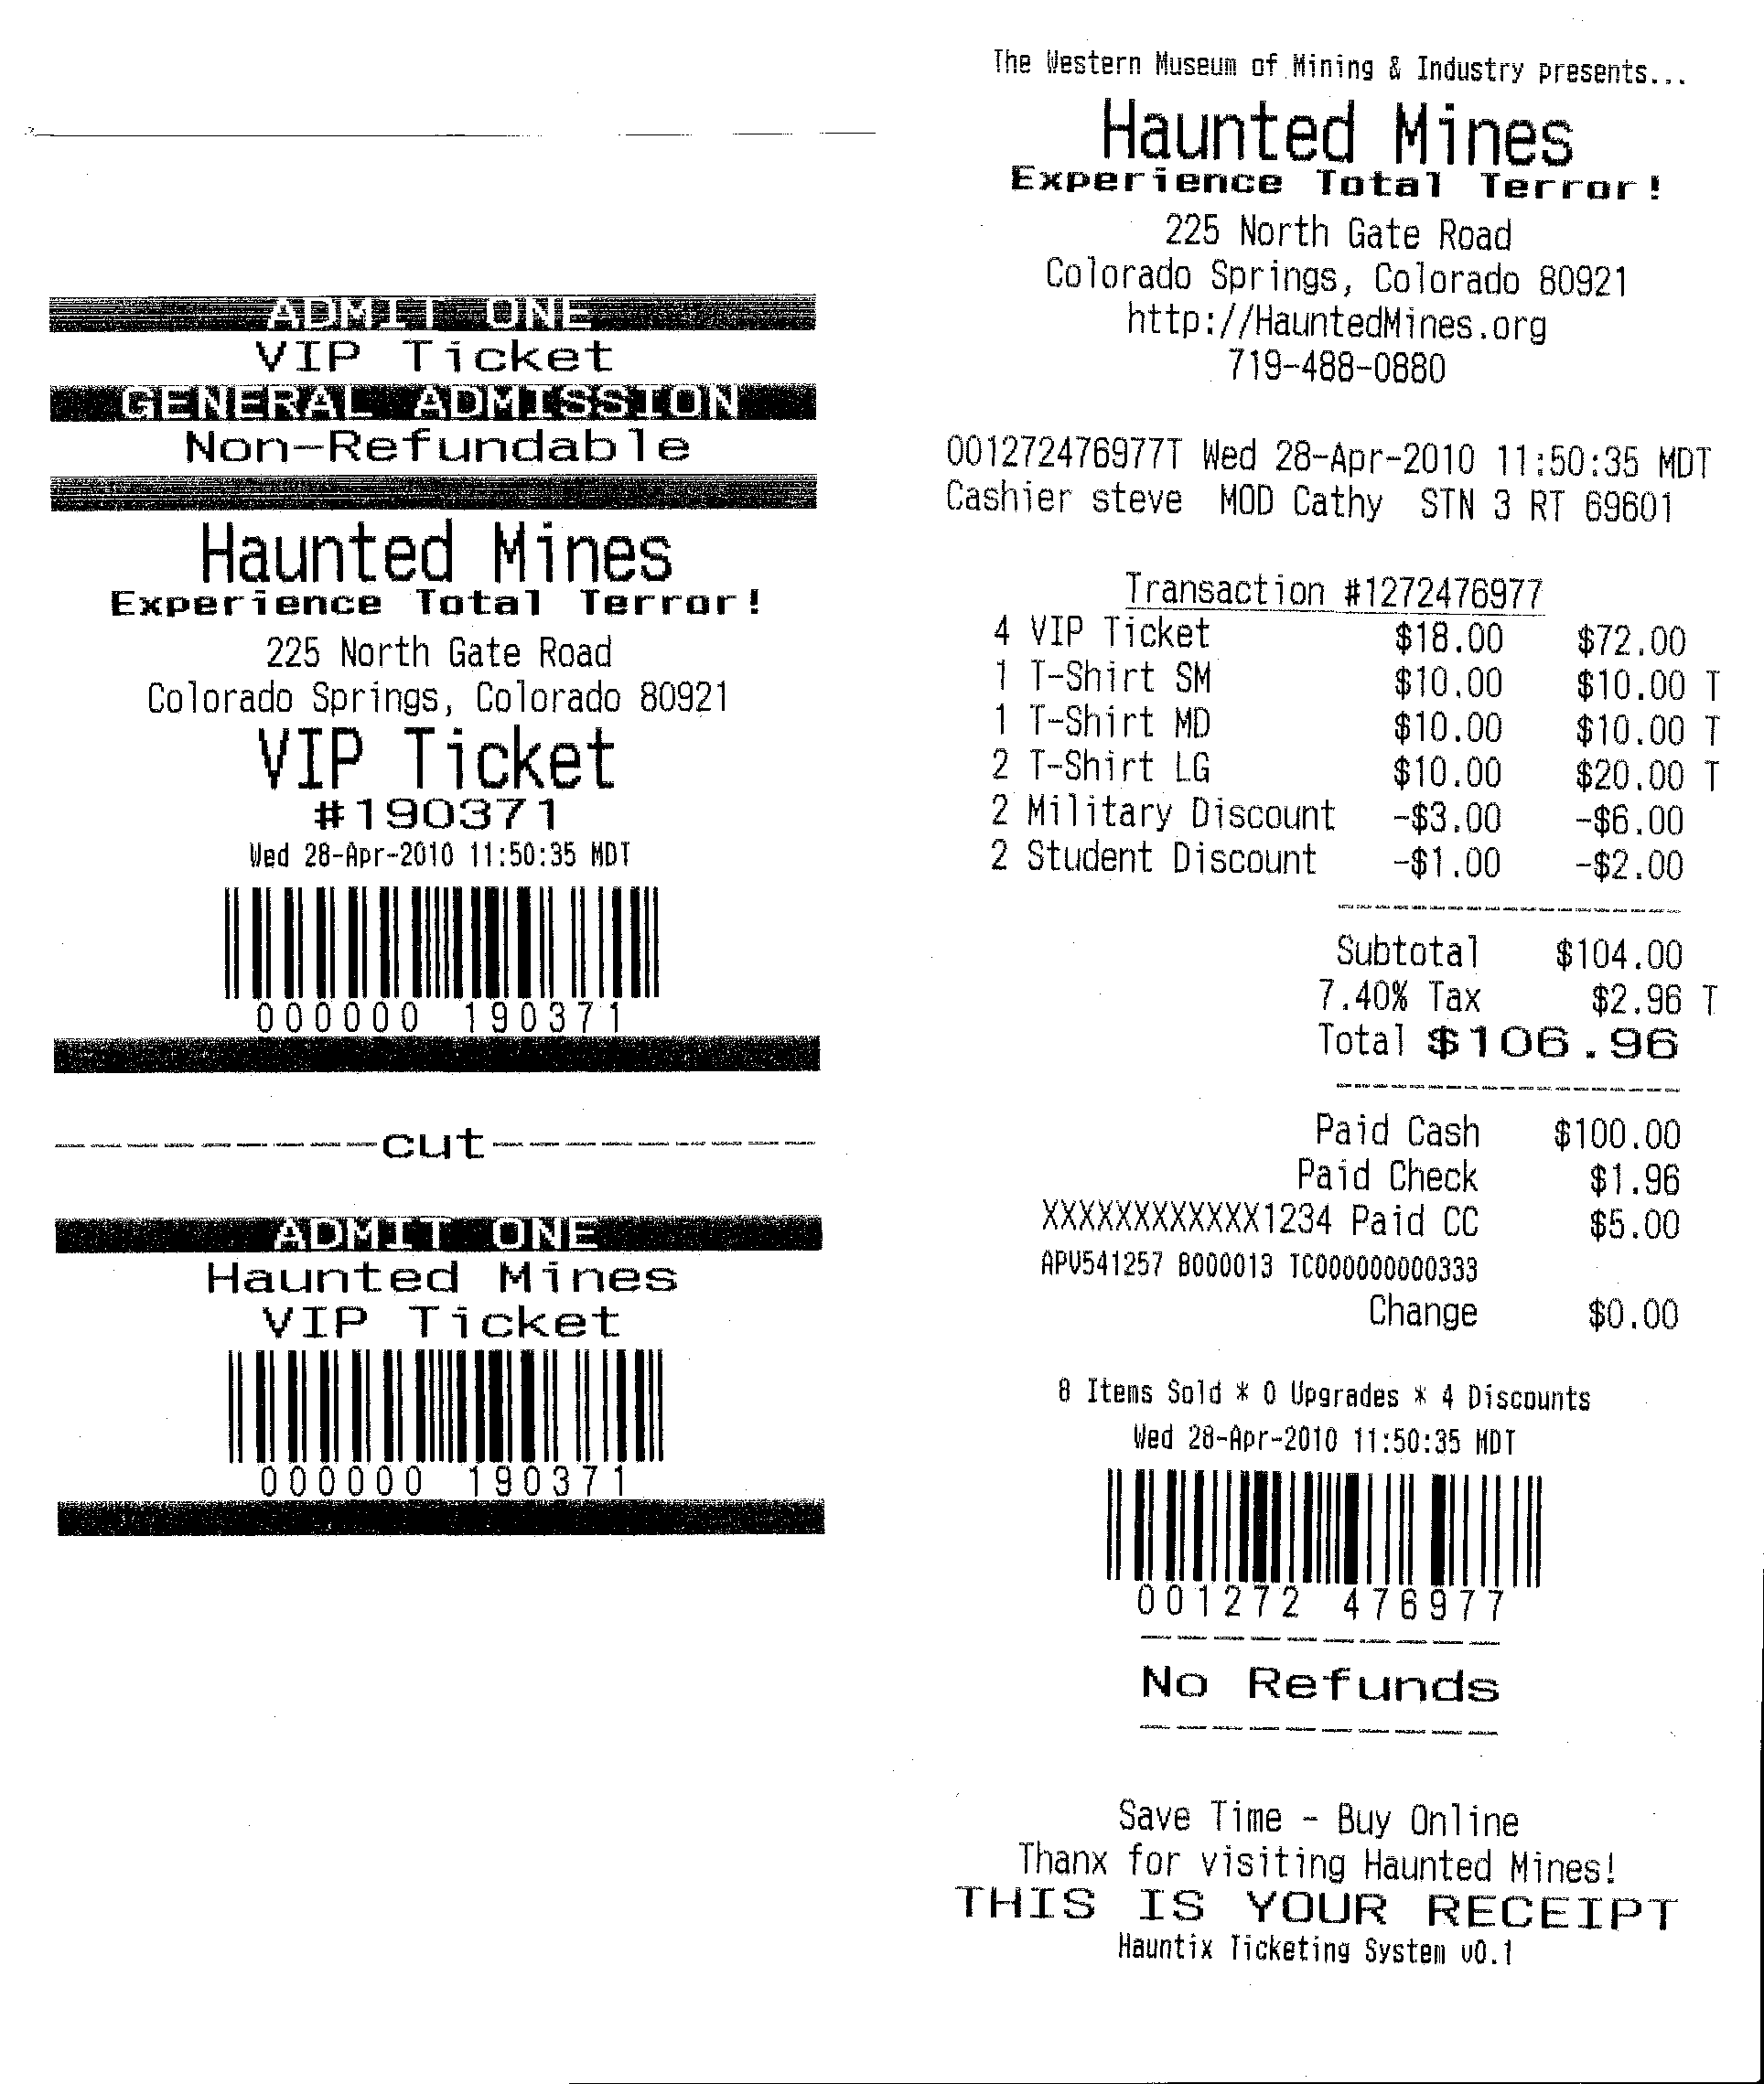 ADMIT ONE
VIP Ticket
GENERAL ADMISSION
Non-Refundable
Haunted Mines
Experience Total Terror!
225 North Gate Road
Colorado Springs, Colorado 80921
VIP Ticket
#190371
Wed 28-Apr-2010 11:50:35 MDT
000000 190371
cut
ADMIT ONE
Haunted Mines
VIP Ticket
000000 190371
The Western Museum of Mining & Industry presents...
Haunted Mines
Experience Total Terror!
225 North Gate Road
Colorado Springs, Colorado 80921
http://HauntedMines.org
719-488-0880
001272476977T Wed 28-Apr-2010 11:50:35 MDT
Cashier steve MOD Cathy STN 3 RT 69601
Transaction #1272476977
4 VIP Ticket $18.00 $72.00
1 T-Shirt SM $10.00 $10.00 T
1 T-Shirt MD $10.00 $10.00 T
2 T-Shirt LG $10.00 $20.00 T
2 Military Discount -$3.00 -$6.00
2 Student Discount -$1.00 -$2.00
Subtotal $104.00
7.40% Tax $2.96 T
Total $106.96
Paid Cash $100.00
Paid Check $1.96
XXXXXXXXXXXX1234 Paid CC $5.00
APV541257 B000013 TC000000000333
Change $0.00
8 Items Sold * 0 Upgrades * 4 Discounts
Wed 28-Apr-2010 11:50:35 MDT
001272 476977
No Refunds
Save Time - Buy Online
Thanx for visiting Haunted Mines!
THIS IS YOUR RECEIPT
Hauntix Ticketing System v0.1